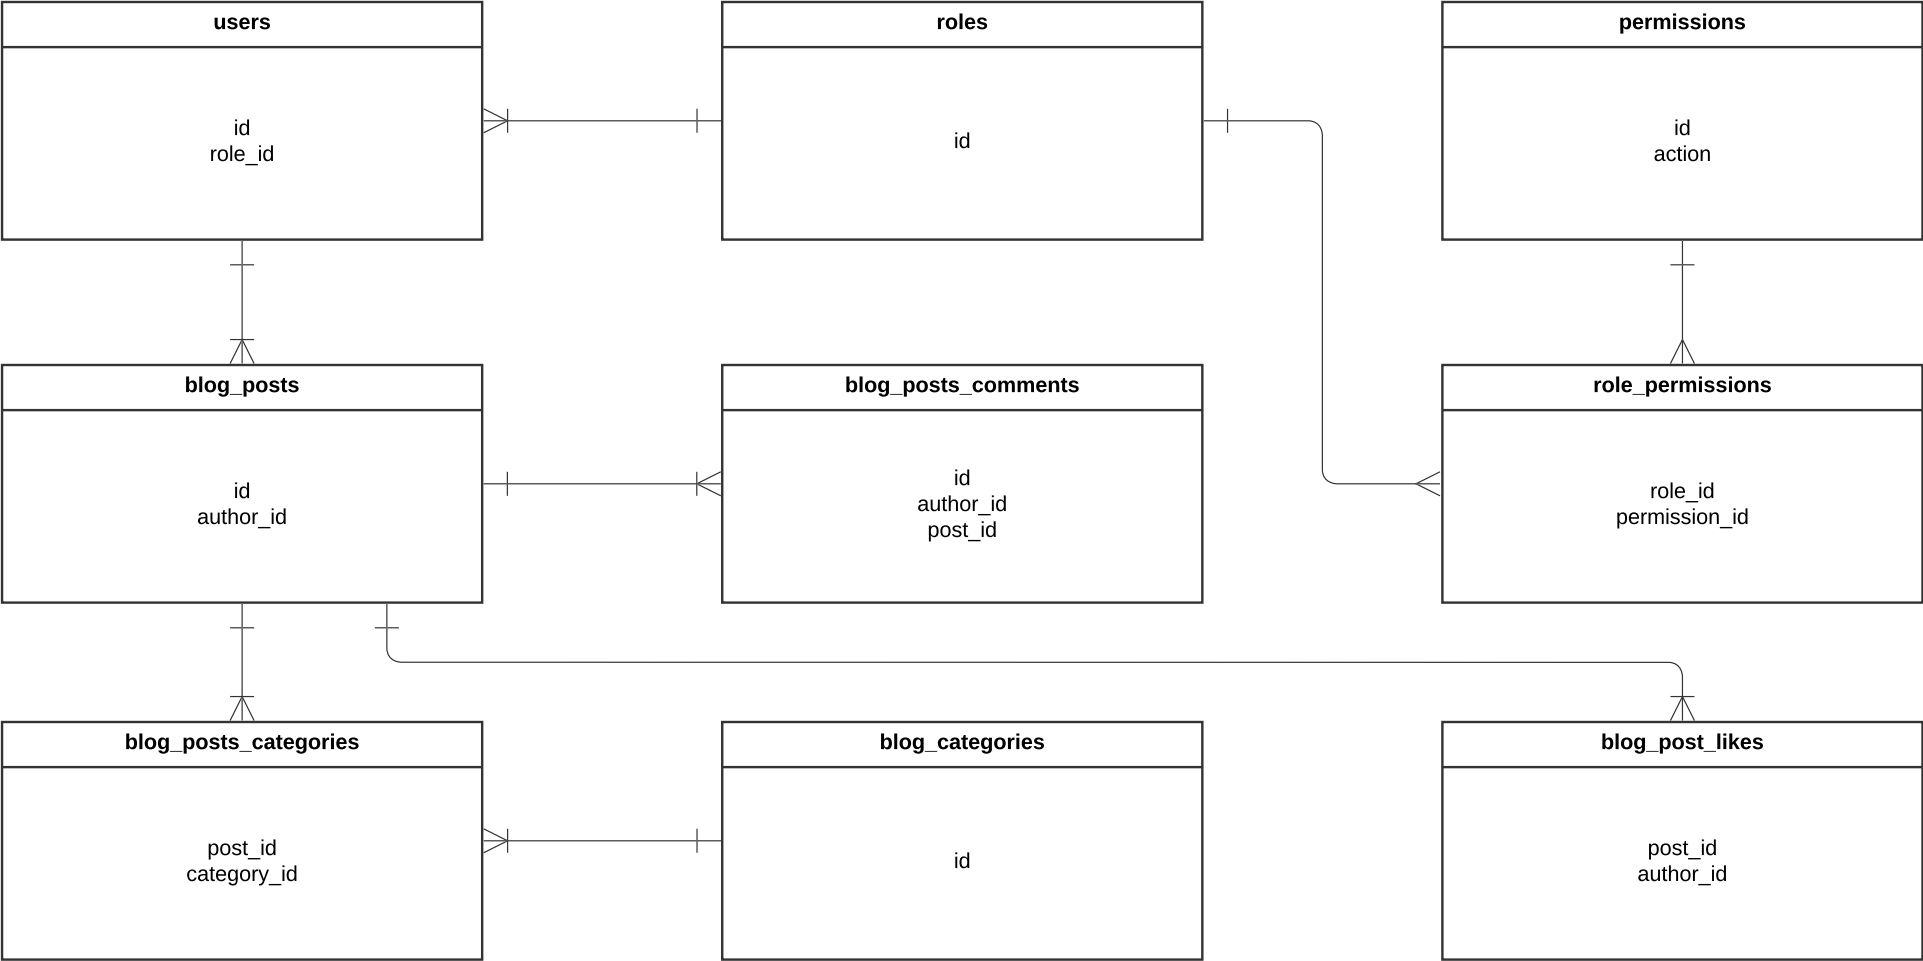 users
id
role_id
roles
id
permissions
id
action
blog_posts
id
author_id
blog_posts_comments
id
author_id
post_id
role_permissions
role_id
permission_id
blog_posts_categories
post_id
category_id
blog_categories
id
blog_post_likes
post_id
author_id